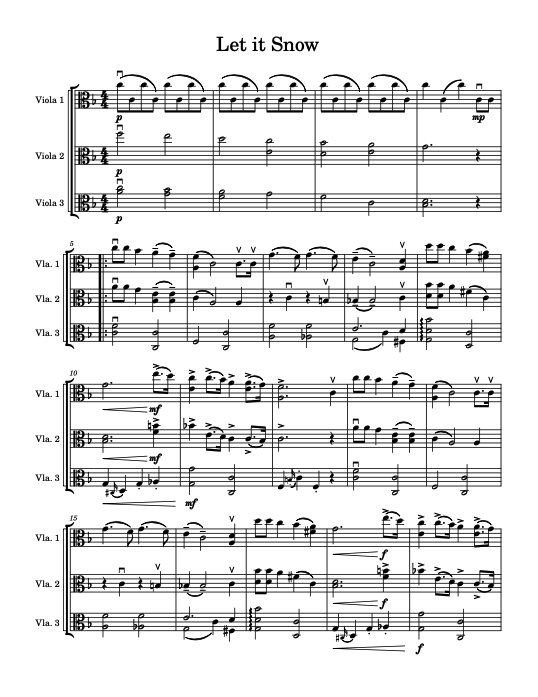 Let it Snow
Viola 1
p
mp
Viola 2
p
Viola 3
p
5
Vla. 1
Vla. 2
Vla. 3
10
Vla. 1
mf
Vla. 2
mf
Vla. 3
mf
15
Vla. 1
f
Vla. 2
f
Vla. 3
f